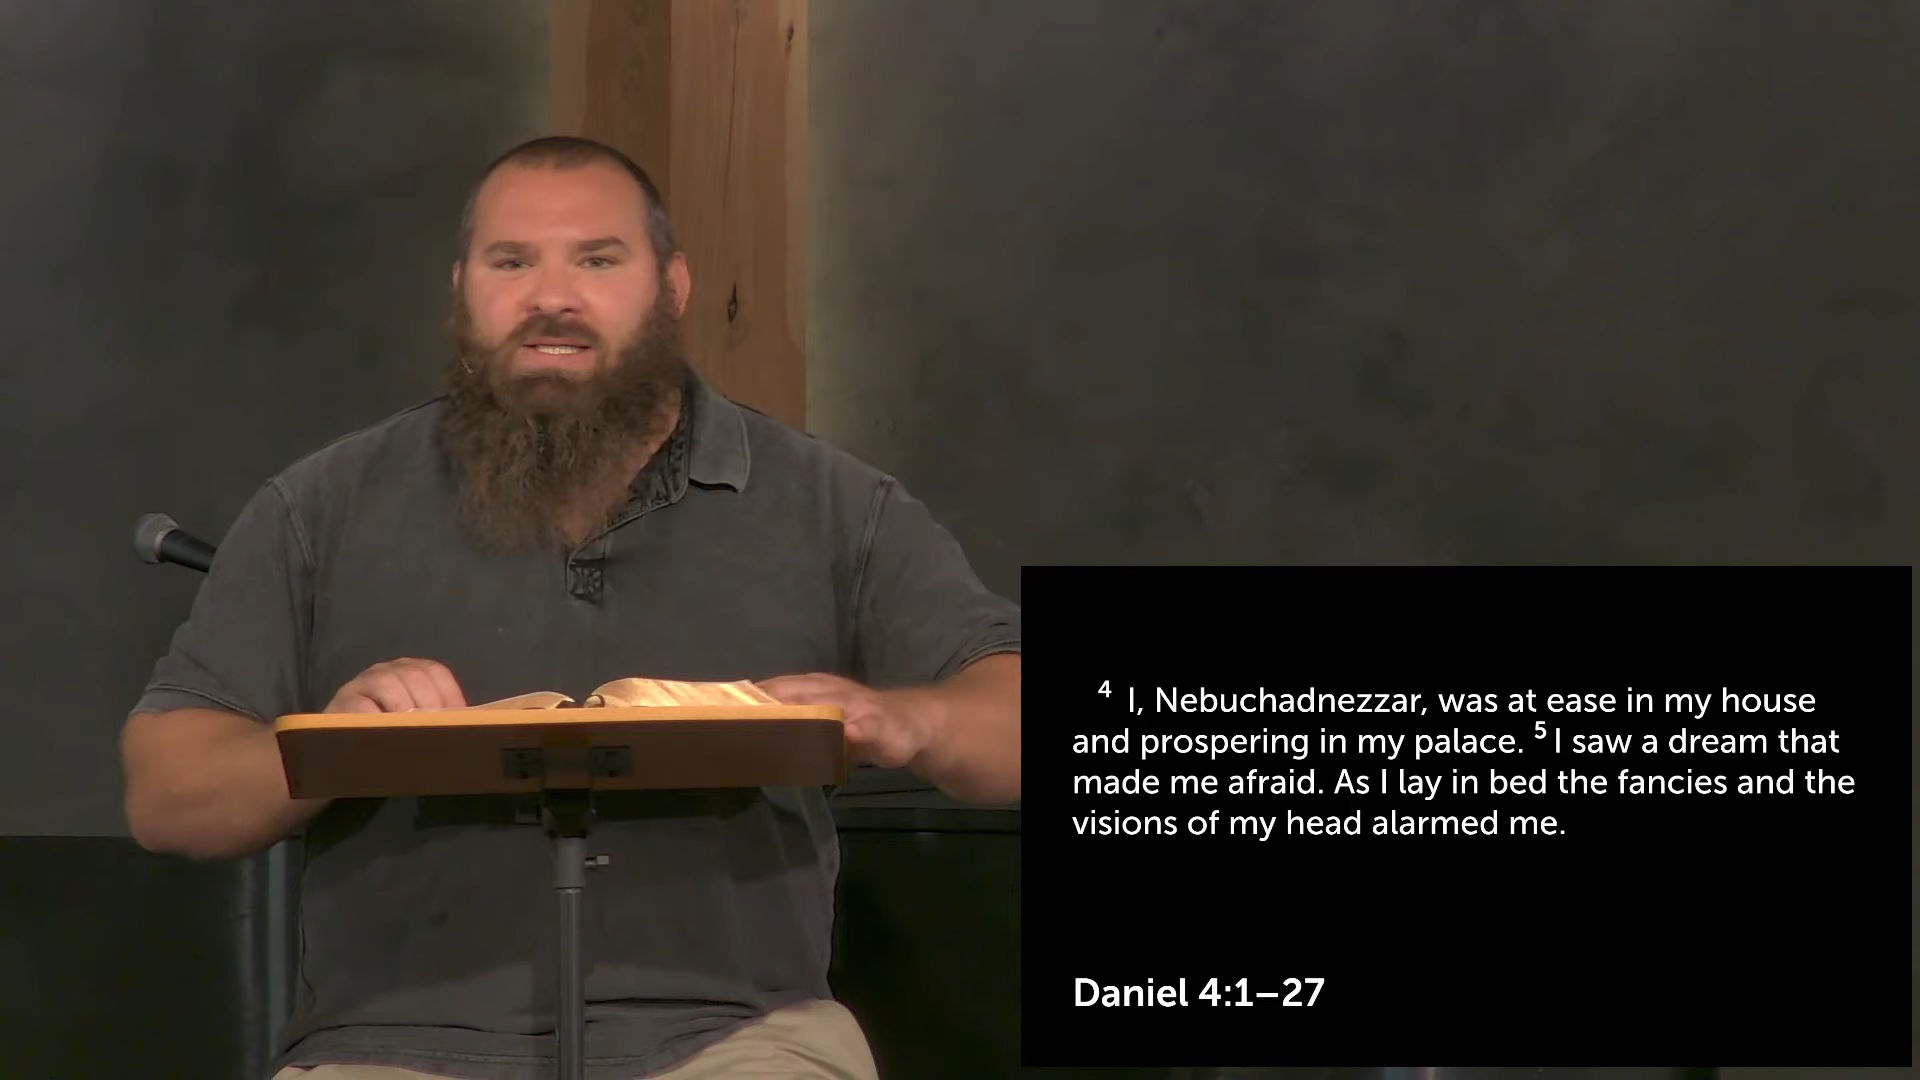 4 I, Nebuchadnezzar, was at ease in my house
and prospering in my palace. 5 I saw a dream that
made me afraid. As I lay in bed the fancies and the
visions of my head alarmed me.
Daniel 4:1–27